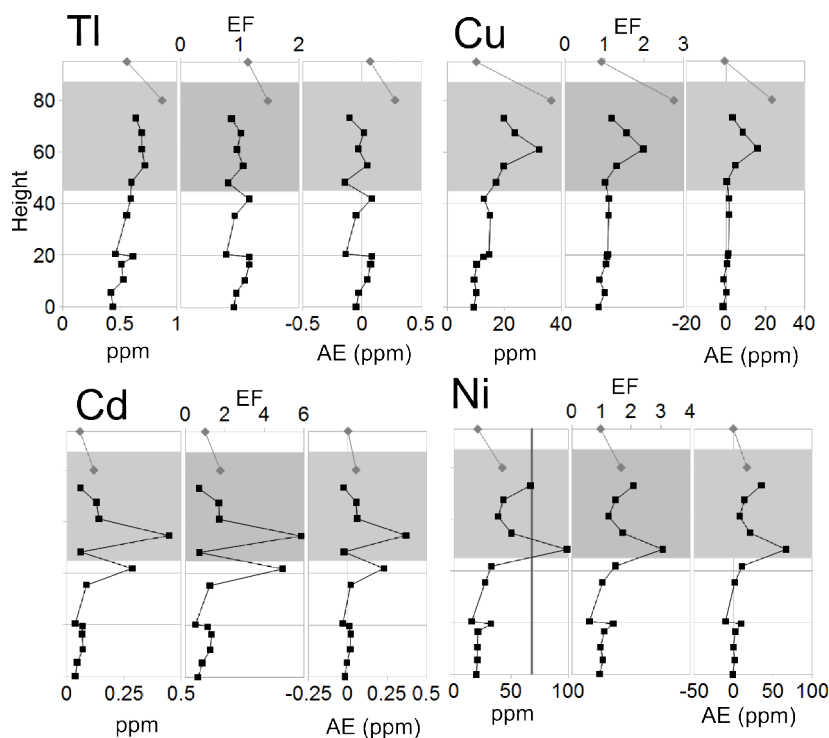 Tl
EF
0 1 2
Cu
EF
0 1 2 3
Height
80
60
40
20
0
0 0.5 1
-0.5 0 0.5
0 20 40
-20 0 20 40
ppm
AE (ppm)
ppm
AE (ppm)
Cd
EF
0 2 4 6
Ni
EF
0 1 2 3 4
0 0.25 0.5
-0.25 0 0.25 0.5
0 50 100
-50 0 50 100
ppm
AE (ppm)
ppm
AE (ppm)